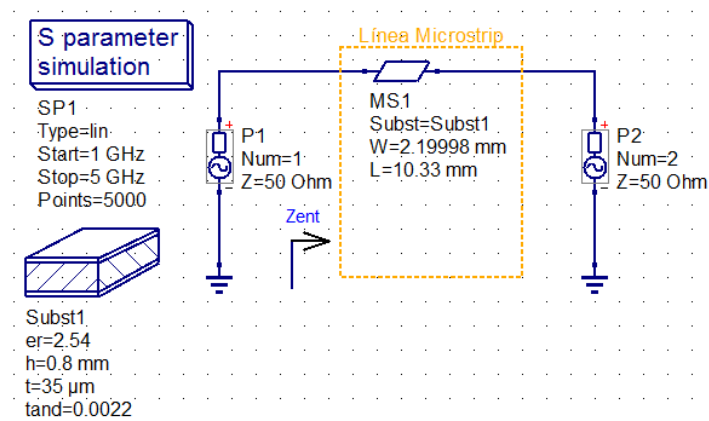 S parameter
simulation
SP1
Type=lin
Start=1 GHz
Stop=5 GHz
Points=5000
Línea Microstrip
MS1
Subst=Subst1
W=2.19998 mm
L=10.33 mm
P1
Num=1
Z=50 Ohm
P2
Num=2
Z=50 Ohm
Zent
Subst1
er=2.54
h=0.8 mm
t=35 µm
tand=0.0022